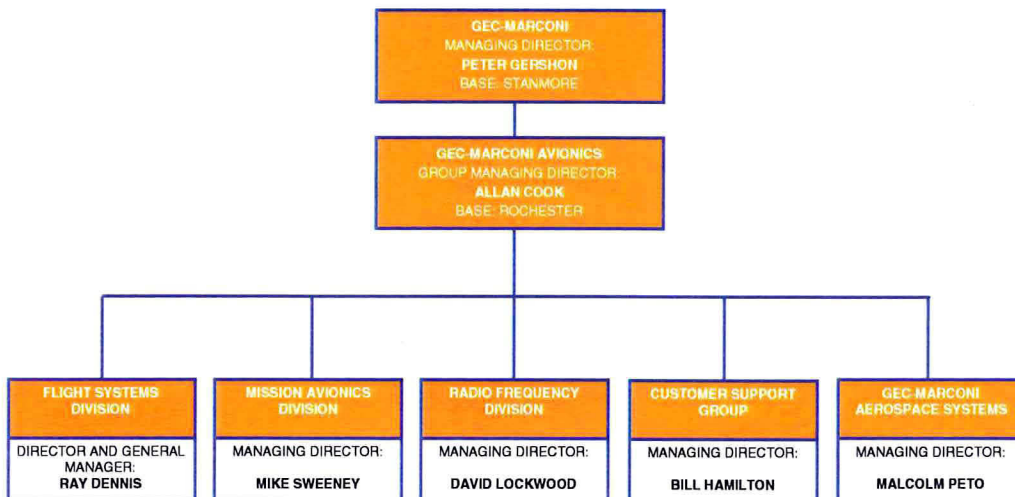 GEC-MARCONI
MANAGING DIRECTOR:
PETER GERSHON
BASE: STANMORE
GEC-MARCONI AVIONICS
GROUP MANAGING DIRECTOR:
ALLAN COOK
BASE: ROCHESTER
FLIGHT SYSTEMS
DIVISION
DIRECTOR AND GENERAL
MANAGER:
RAY DENNIS
MISSION AVIONICS
DIVISION
MANAGING DIRECTOR:
MIKE SWEENEY
RADIO FREQUENCY
DIVISION
MANAGING DIRECTOR:
DAVID LOCKWOOD
CUSTOMER SUPPORT
GROUP
MANAGING DIRECTOR:
BILL HAMILTON
GEC-MARCONI
AEROSPACE SYSTEMS
MANAGING DIRECTOR:
MALCOLM PETO